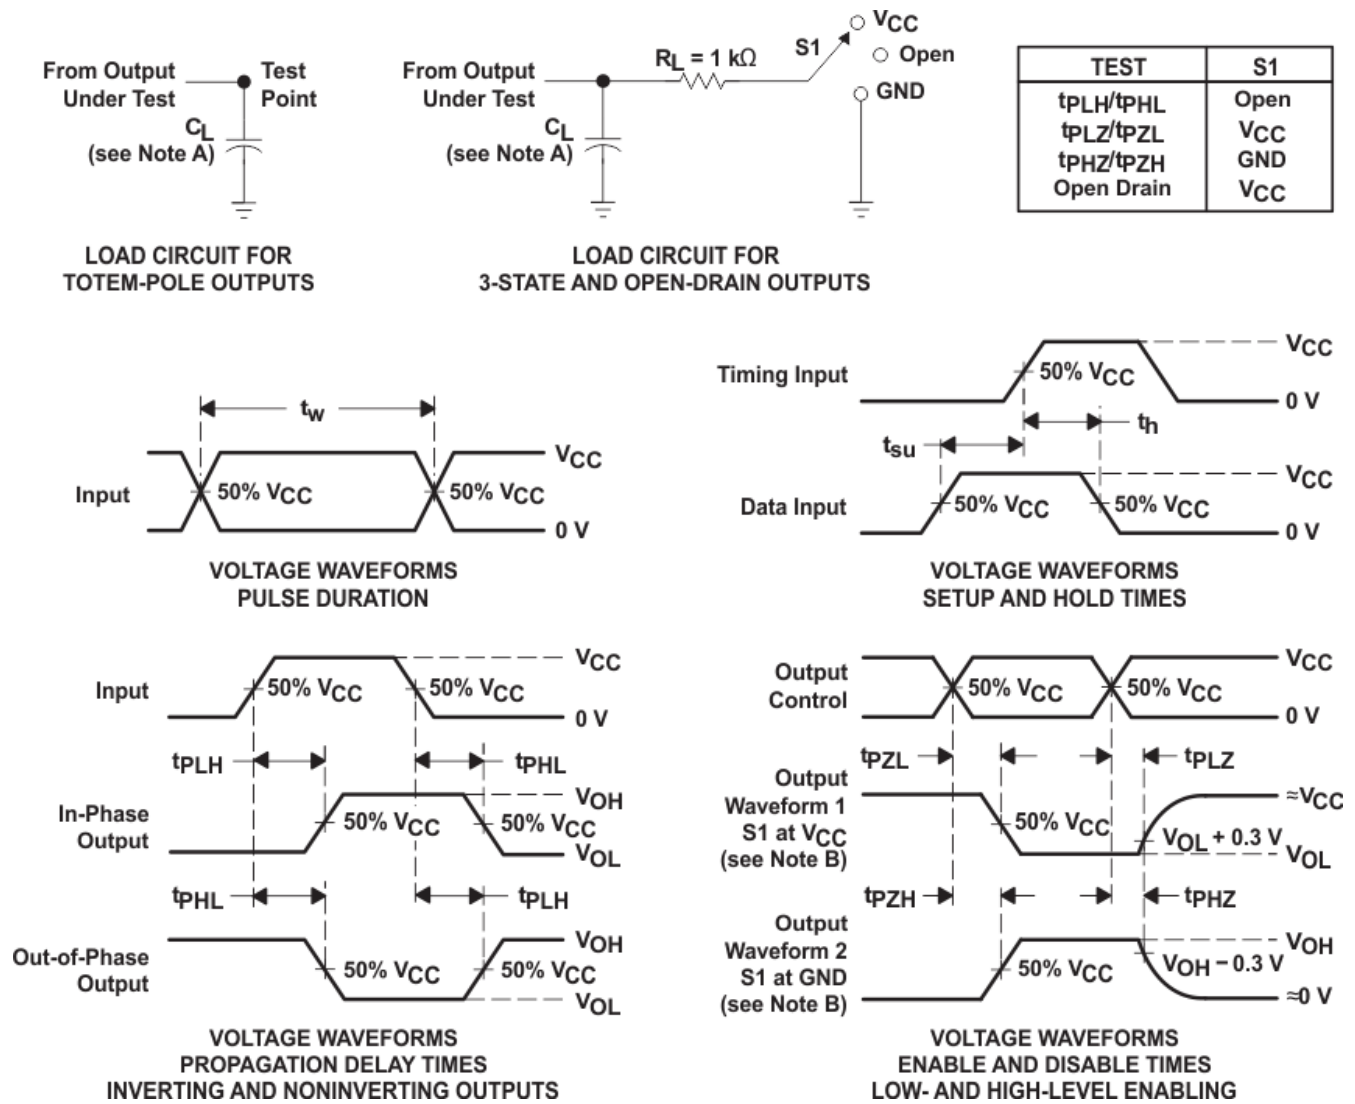 From Output
Under Test
Test
Point
CL
(see Note A)
LOAD CIRCUIT FOR
TOTEM-POLE OUTPUTS
From Output
Under Test
RL = 1 kΩ
S1
VCC
Open
GND
CL
(see Note A)
LOAD CIRCUIT FOR
3-STATE AND OPEN-DRAIN OUTPUTS
TEST S1
tPLH/tPHL Open
tPLZ/tPZL VCC
tPHZ/tPZH GND
Open Drain VCC
tw
Input
50% VCC
50% VCC
VCC
0 V
VOLTAGE WAVEFORMS
PULSE DURATION
Timing Input
50% VCC
VCC
0 V
tsu
th
Data Input
50% VCC
50% VCC
VCC
0 V
VOLTAGE WAVEFORMS
SETUP AND HOLD TIMES
Input
50% VCC
50% VCC
VCC
0 V
tPLH
tPHL
In-Phase
Output
50% VCC
50% VCC
VOH
VOL
tPHL
tPLH
Out-of-Phase
Output
50% VCC
50% VCC
VOH
VOL
VOLTAGE WAVEFORMS
PROPAGATION DELAY TIMES
INVERTING AND NONINVERTING OUTPUTS
Output
Control
50% VCC
50% VCC
VCC
0 V
tPZL
tPLZ
Output
Waveform 1
S1 at VCC
(see Note B)
50% VCC
≈VCC
VOL + 0.3 V
VOL
tPZH
tPHZ
Output
Waveform 2
S1 at GND
(see Note B)
50% VCC
VOH
VOH − 0.3 V
≈0 V
VOLTAGE WAVEFORMS
ENABLE AND DISABLE TIMES
LOW- AND HIGH-LEVEL ENABLING